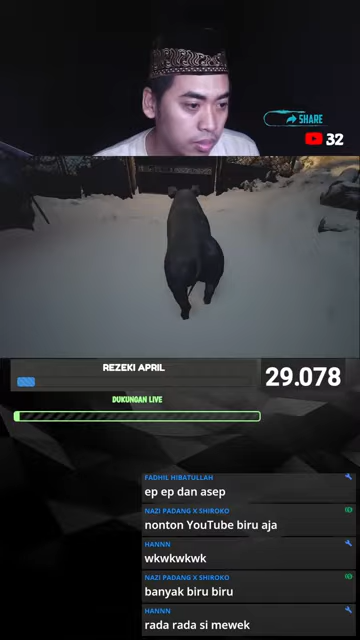 SHARE
32
REZEKI APRIL
29.078
DUKUNGAN LIVE
FADHIL HIBATULLAH
ep ep dan asep
NAZI PADANG X SHIROKO
nonton YouTube biru aja
HANNN
wkwkwkwk
NAZI PADANG X SHIROKO
banyak biru biru
HANNN
rada rada si mewek